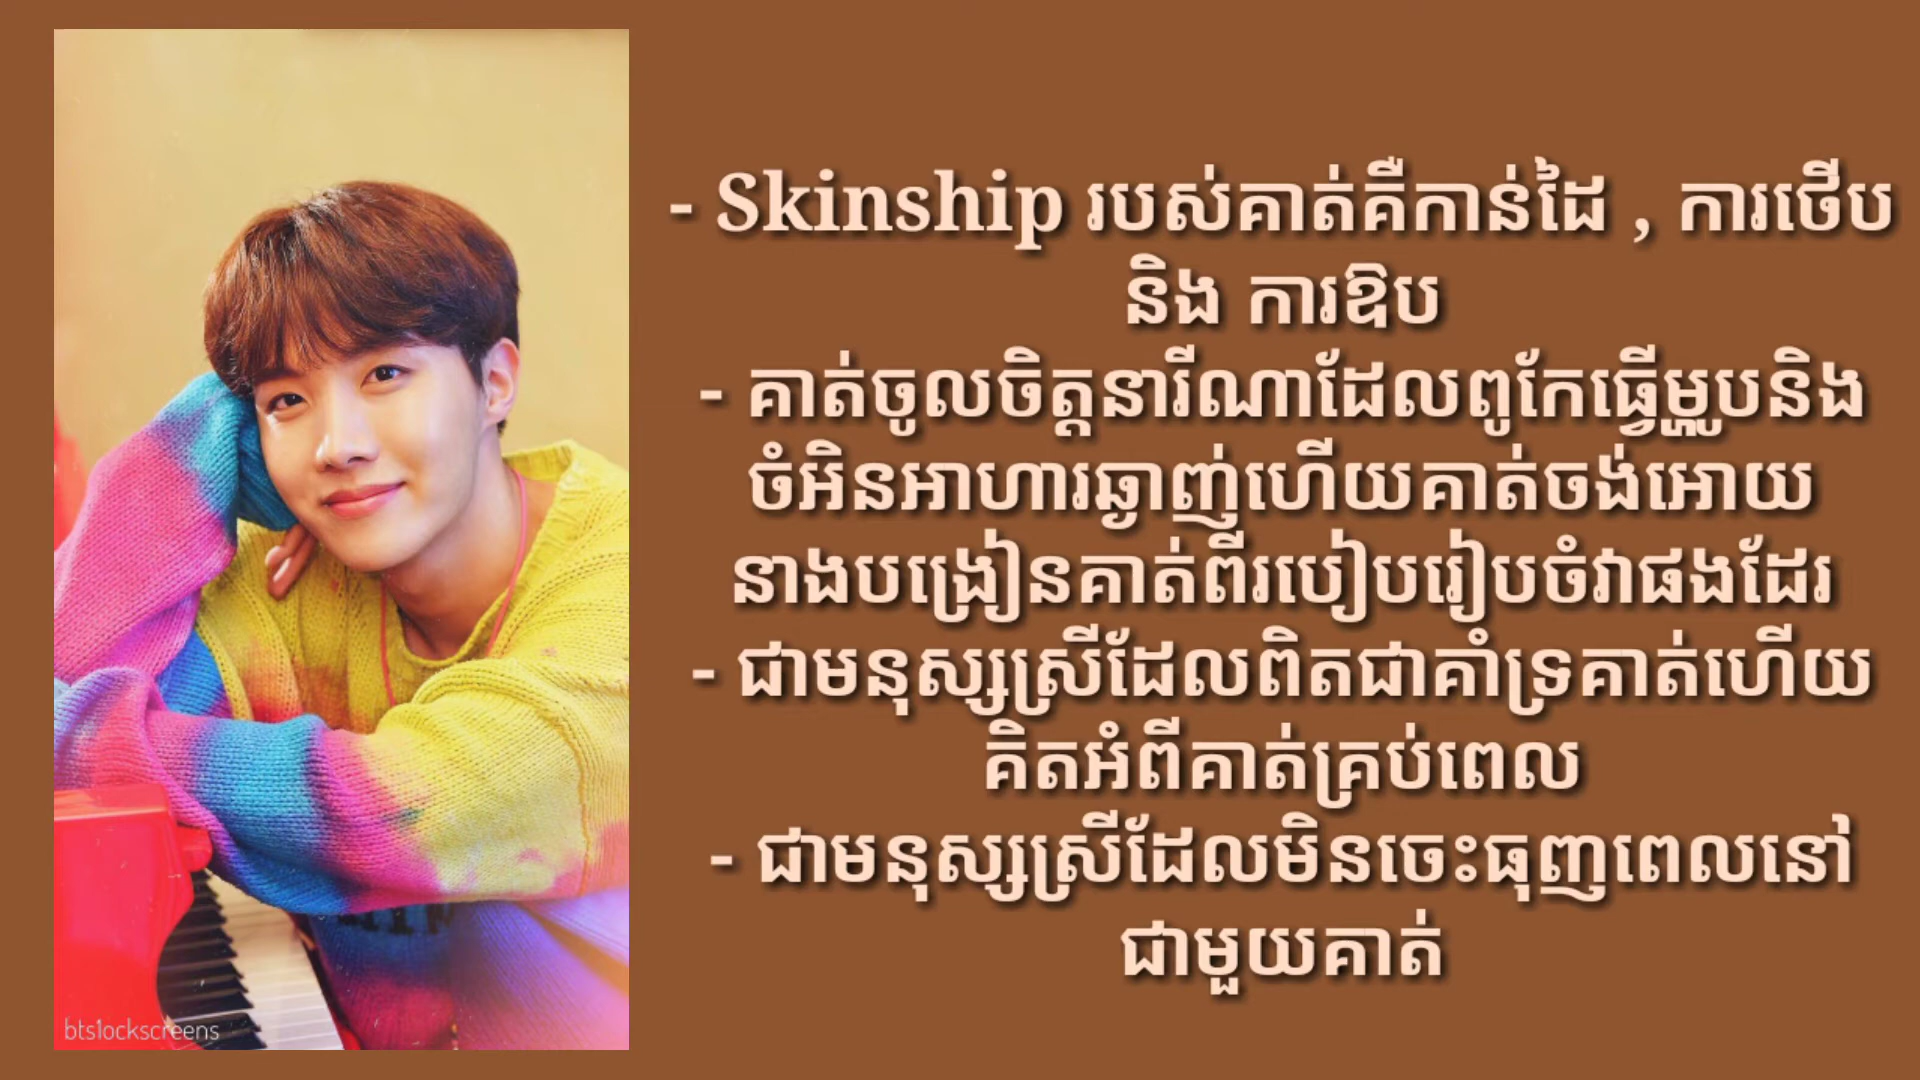 - Skinship របស់គាត់គឺកាន់ដៃ , ការថើប
និង ការឱប
- គាត់ចូលចិត្តនារីណាដែលពូកែធ្វើម្ហូបនិង
ចំអិនអាហារឆ្ងាញ់ហើយគាត់ចង់អោយ
នាងបង្រៀនគាត់ពីរបៀបរៀបចំវាផងដែរ
- ជាមនុស្សស្រីដែលពិតជាគាំទ្រគាត់ហើយ
គិតអំពីគាត់គ្រប់ពេល
- ជាមនុស្សស្រីដែលមិនចេះធុញពេលនៅ
ជាមួយគាត់
bts1ockscreens